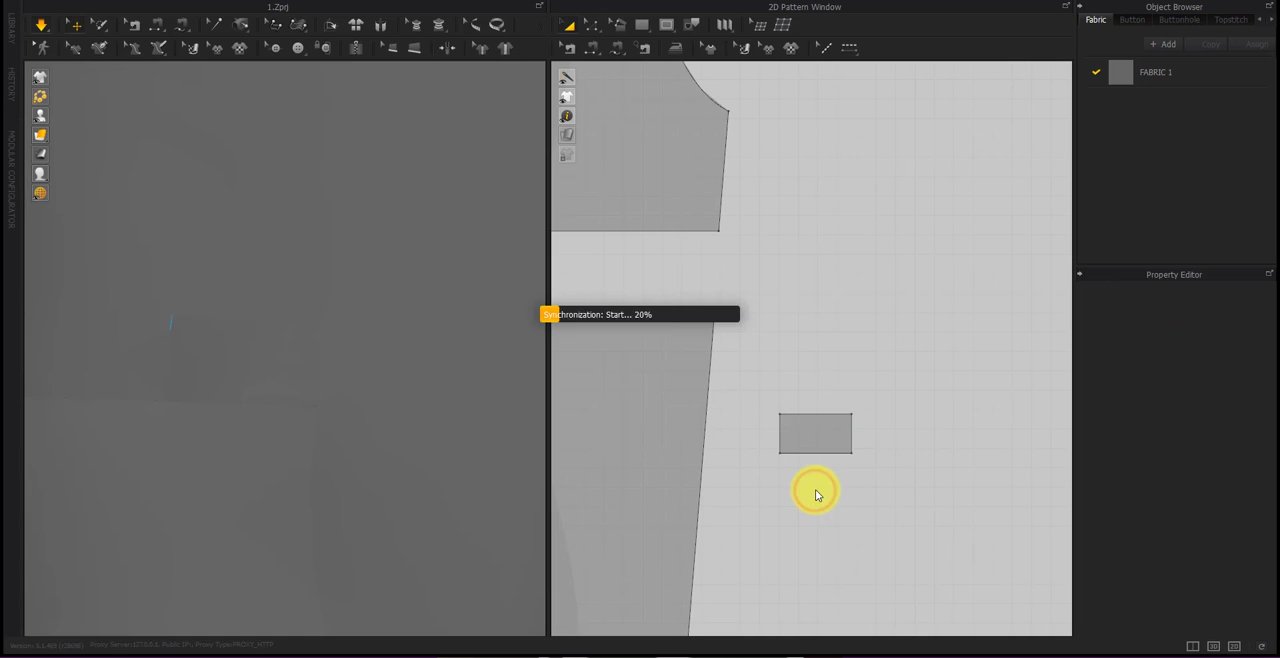 1.Zprj
2D Pattern Window
Object Browser
Fabric
Button
Buttonhole
Topstitch
+ Add
Copy
Assign
FABRIC 1
LIBRARY
HISTORY
MODULAR CONFIGURATOR
Synchronization: Start... 20%
Property Editor